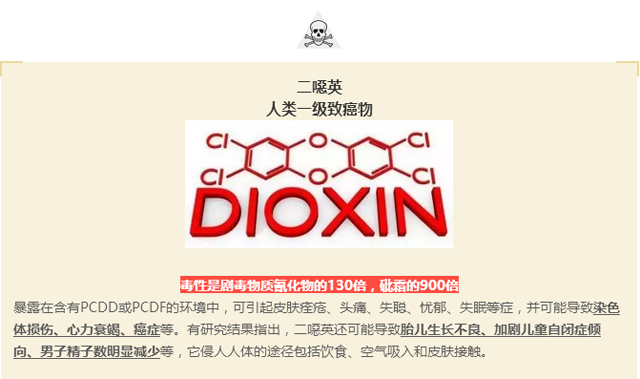 二噁英
人类一级致癌物
Cl O Cl
Cl O Cl
DIOXIN
毒性是剧毒物质氰化物的130倍，砒霜的900倍
暴露在含有PCDD或PCDF的环境中，可引起皮肤痊疮、头痛、失聪、忧郁、失眠等症，并可能导致染色
体损伤、心力衰竭、癌症等。有研究结果指出，二噁英还可能导致胎儿生长不良、加剧儿童自闭症倾
向、男子精子数明显减少等，它侵人人体的途径包括饮食、空气吸入和皮肤接触。